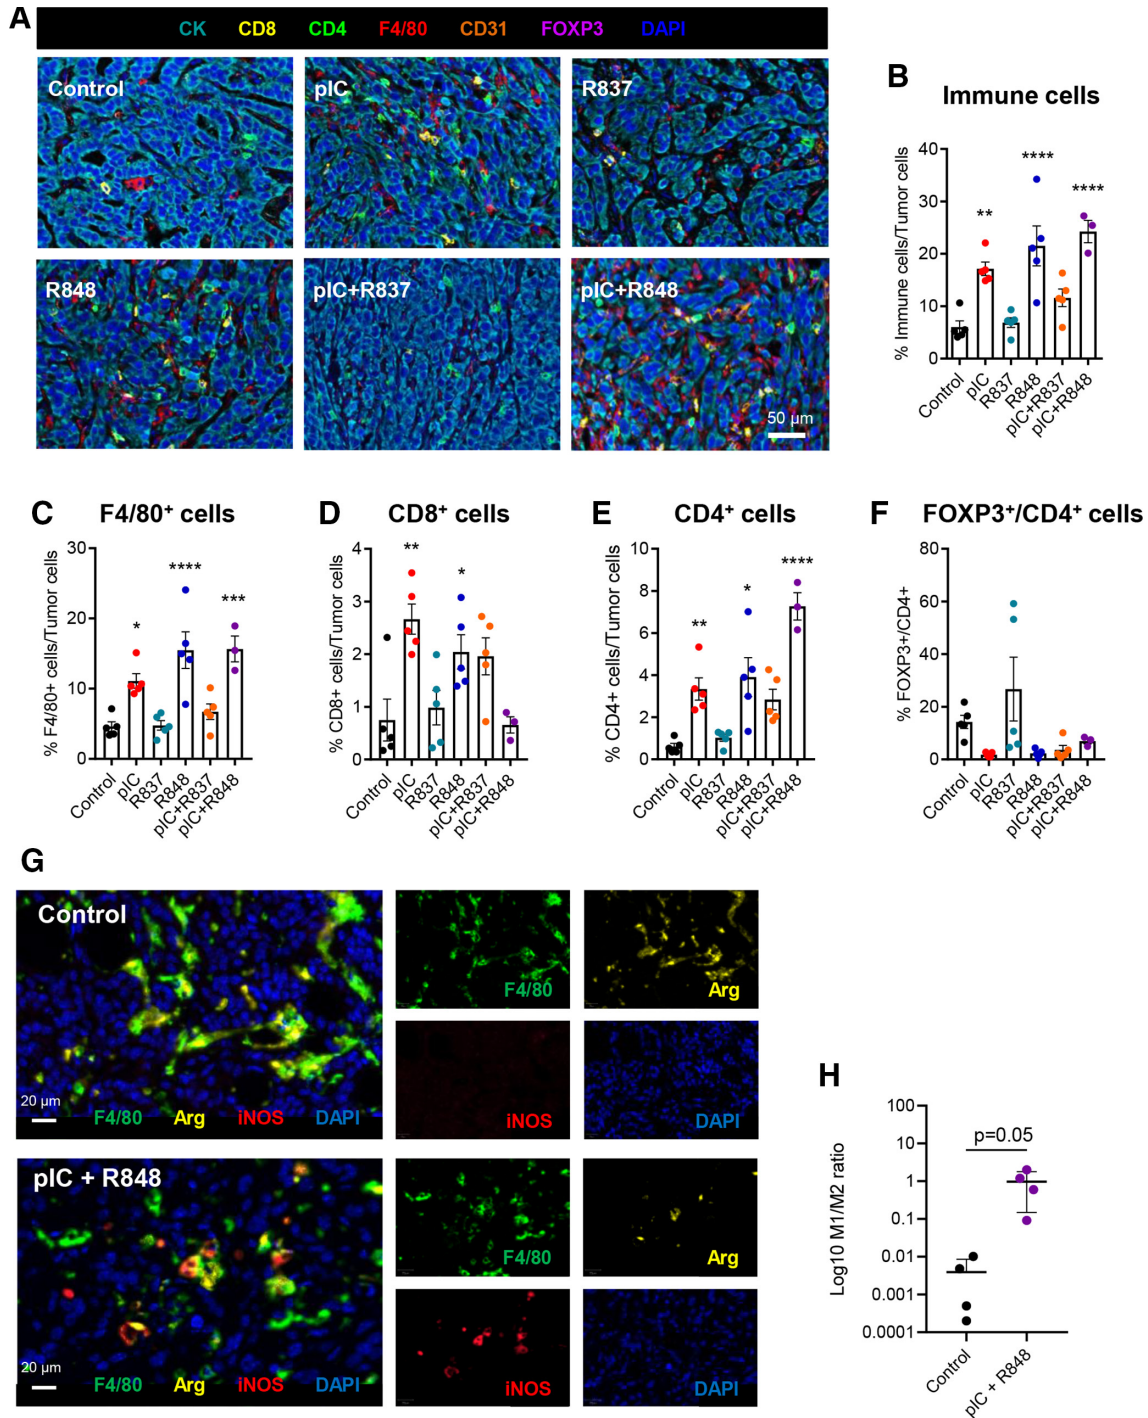 A
CK CD8 CD4 F4/80 CD31 FOXP3 DAPI
Control
pIC
R837
R848
pIC+R837
pIC+R848
50 µm
B
Immune cells
% Immune cells/Tumor cells
40
30
20
10
0
**
****
****
Control
pIC
R837
R848
pIC+R837
pIC+R848
C
F4/80+ cells
% F4/80+ cells/Tumor cells
30
20
10
0
*
****
***
Control
pIC
R837
R848
pIC+R837
pIC+R848
D
CD8+ cells
% CD8+ cells/Tumor cells
4
3
2
1
0
**
*
Control
pIC
R837
R848
pIC+R837
pIC+R848
E
CD4+ cells
% CD4+ cells/Tumor cells
10
8
6
4
2
0
**
*
****
Control
pIC
R837
R848
pIC+R837
pIC+R848
F
FOXP3+/CD4+ cells
% FOXP3+/CD4+
80
60
40
20
0
Control
pIC
R837
R848
pIC+R837
pIC+R848
G
Control
20 µm
F4/80 Arg iNOS DAPI
F4/80
Arg
iNOS
DAPI
pIC + R848
20 µm
F4/80 Arg iNOS DAPI
F4/80
Arg
iNOS
DAPI
H
Log10 M1/M2 ratio
100
10
1
0.1
0.01
0.001
0.0001
p=0.05
Control
pIC + R848